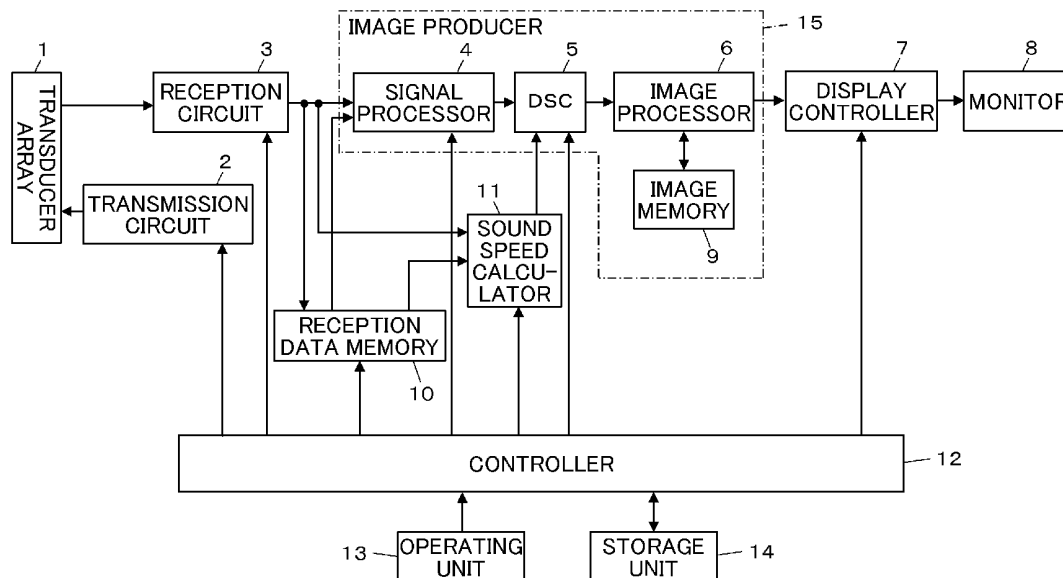 IMAGE PRODUCER
15
1
3
4
5
6
7
8
TRANSDUCER
ARRAY
RECEPTION
CIRCUIT
SIGNAL
PROCESSOR
DSC
IMAGE
PROCESSOR
DISPLAY
CONTROLLER
MONITOR
2
TRANSMISSION
CIRCUIT
11
SOUND
SPEED
CALCU-
LATOR
IMAGE
MEMORY
9
RECEPTION
DATA MEMORY
10
CONTROLLER
12
13
OPERATING
UNIT
STORAGE
UNIT
14